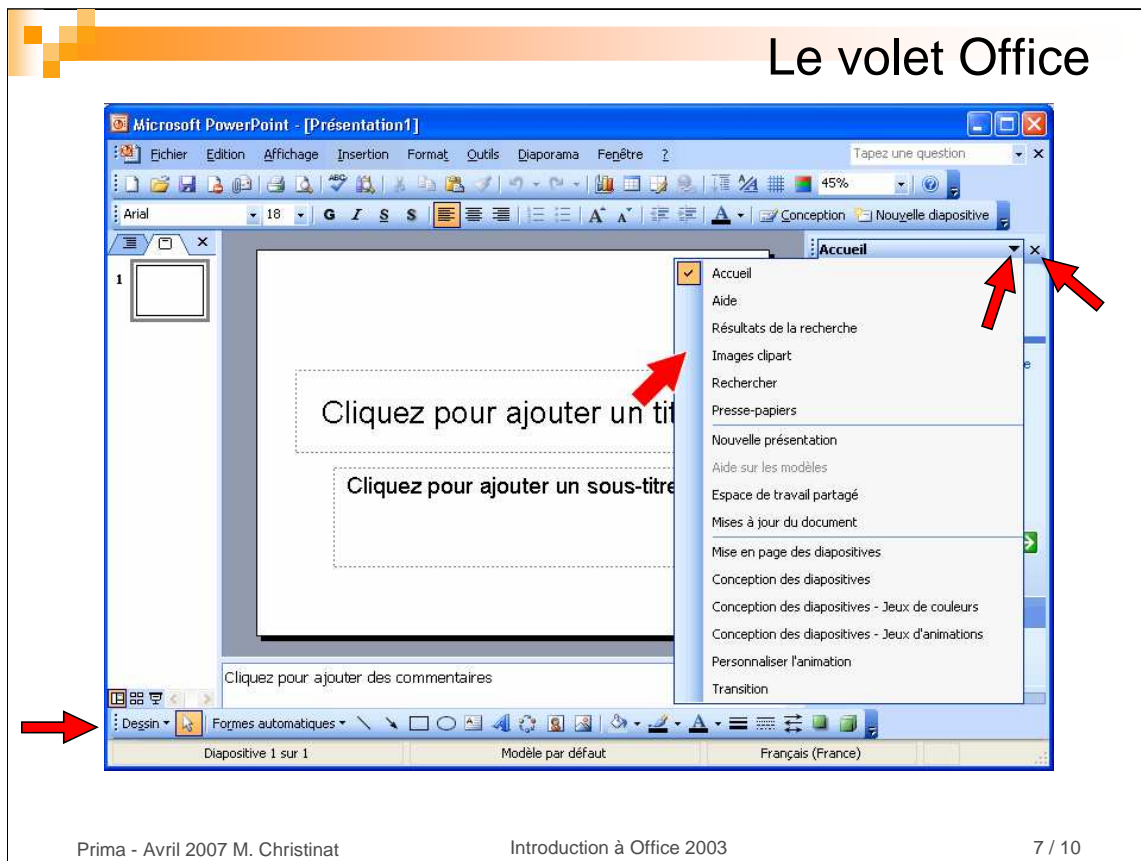 Le volet Office
Microsoft PowerPoint - [Présentation1]
Fichier Edition Affichage Insertion Format Outils Diaporama Fenêtre ? Tapez une question
45%
Arial 18 G I S S Conception Nouvelle diapositive
Accueil
1
Accueil
Aide
Résultats de la recherche
Images clipart
Rechercher
Presse-papiers
Nouvelle présentation
Aide sur les modèles
Espace de travail partagé
Mises à jour du document
Mise en page des diapositives
Conception des diapositives
Conception des diapositives - Jeux de couleurs
Conception des diapositives - Jeux d'animations
Personnaliser l'animation
Transition
Cliquez pour ajouter un tit
Cliquez pour ajouter un sous-titre
Cliquez pour ajouter des commentaires
Dessin Formes automatiques
Diapositive 1 sur 1 Modèle par défaut Français (France)
Prima - Avril 2007 M. Christinat Introduction à Office 2003 7 / 10